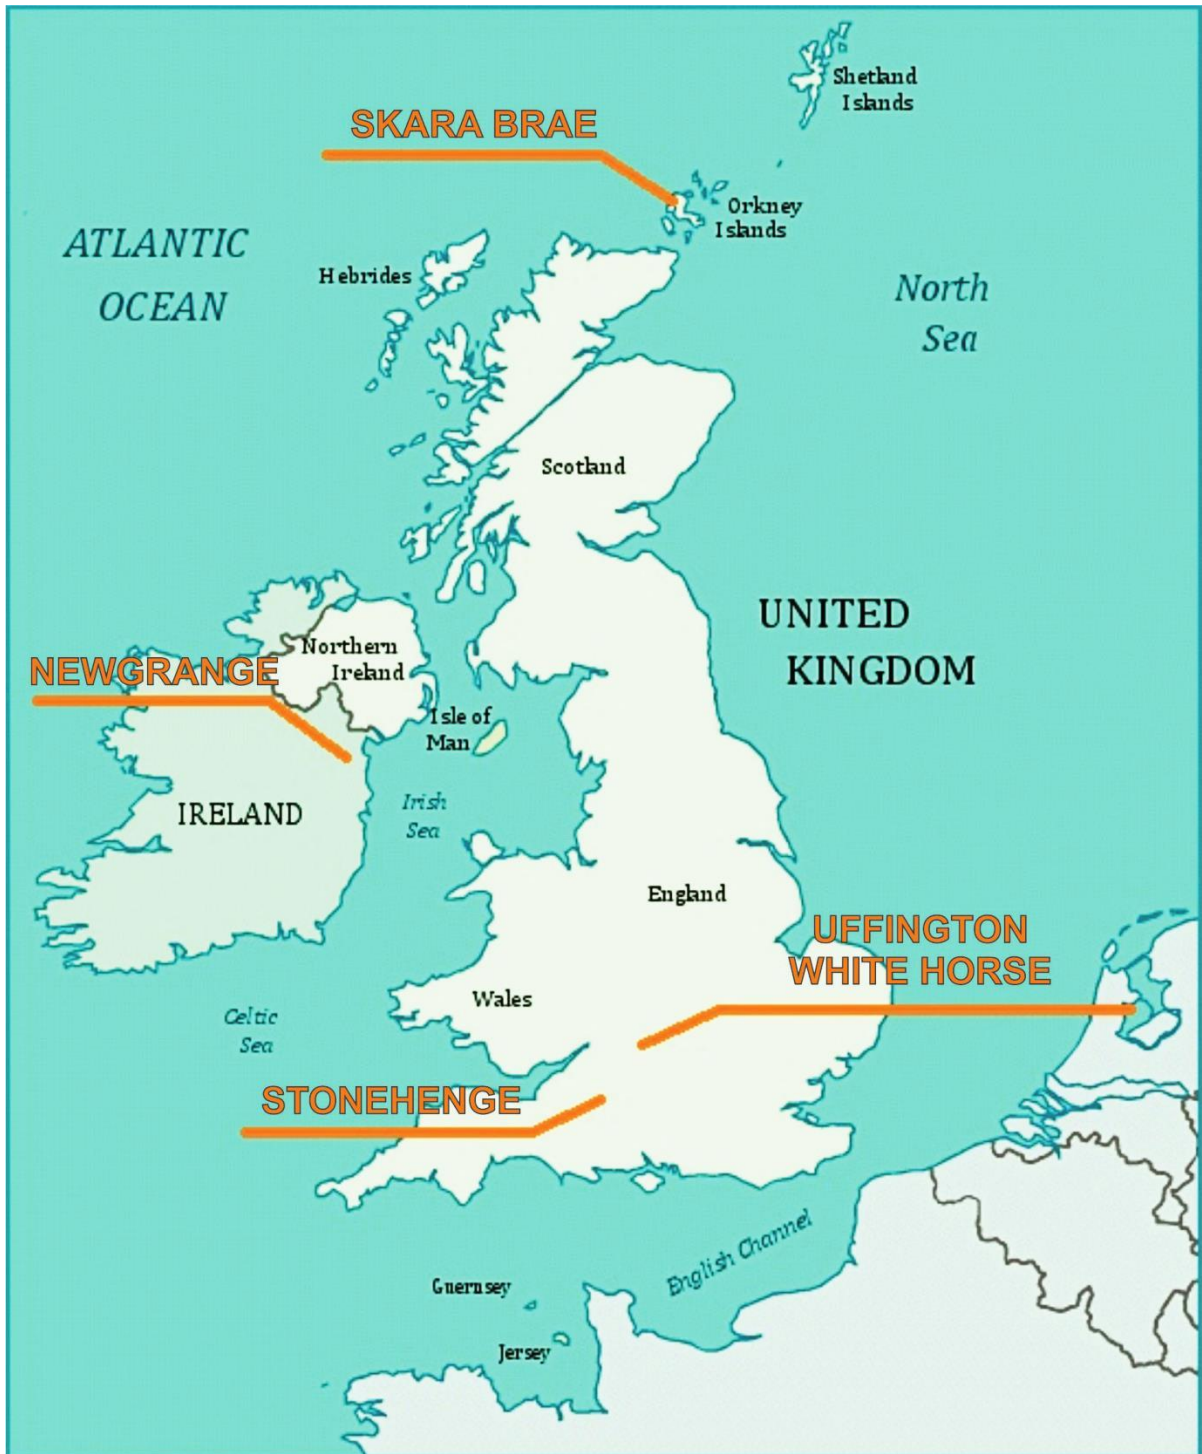 Shetland
Islands
SKARA BRAE
Orkney
Islands
ATLANTIC
OCEAN
Hebrides
North
Sea
Scotland
UNITED
KINGDOM
Northern
Ireland
NEWGRANGE
Isle of
Man
Irish
Sea
IRELAND
England
UFFINGTON
WHITE HORSE
Wales
Celtic
Sea
STONEHENGE
English Channel
Guernsey
Jersey